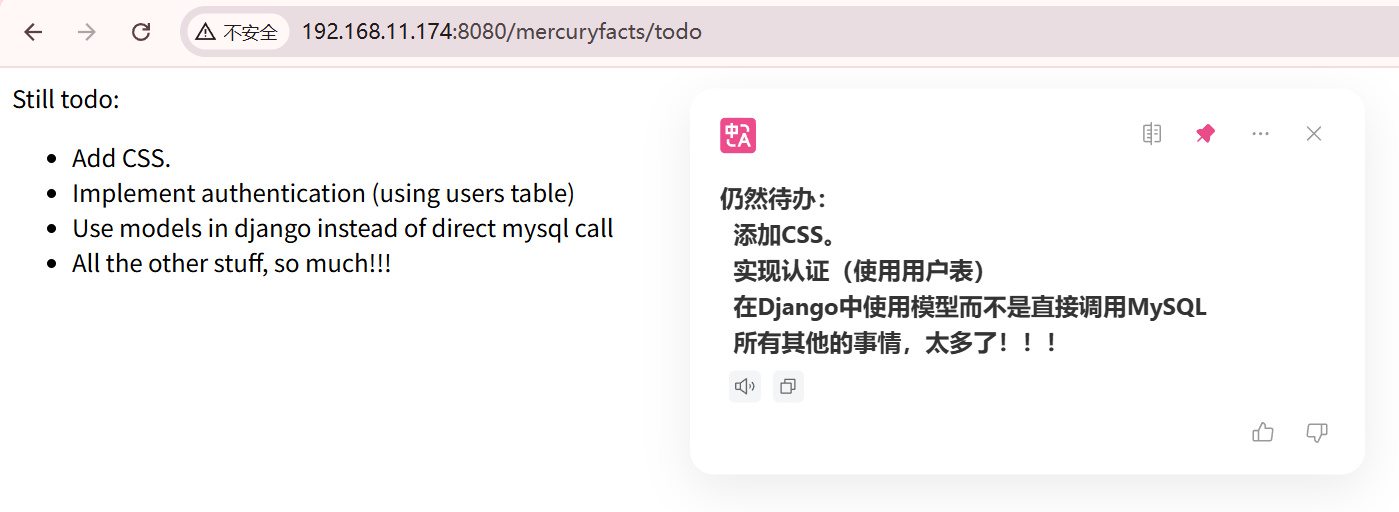 不安全 192.168.11.174:8080/mercuryfacts/todo
Still todo:
• Add CSS.
• Implement authentication (using users table)
• Use models in django instead of direct mysql call
• All the other stuff, so much!!!
中 A
仍然待办：
添加CSS。
实现认证（使用用户表）
在Django中使用模型而不是直接调用MySQL
所有其他的事情，太多了！！！